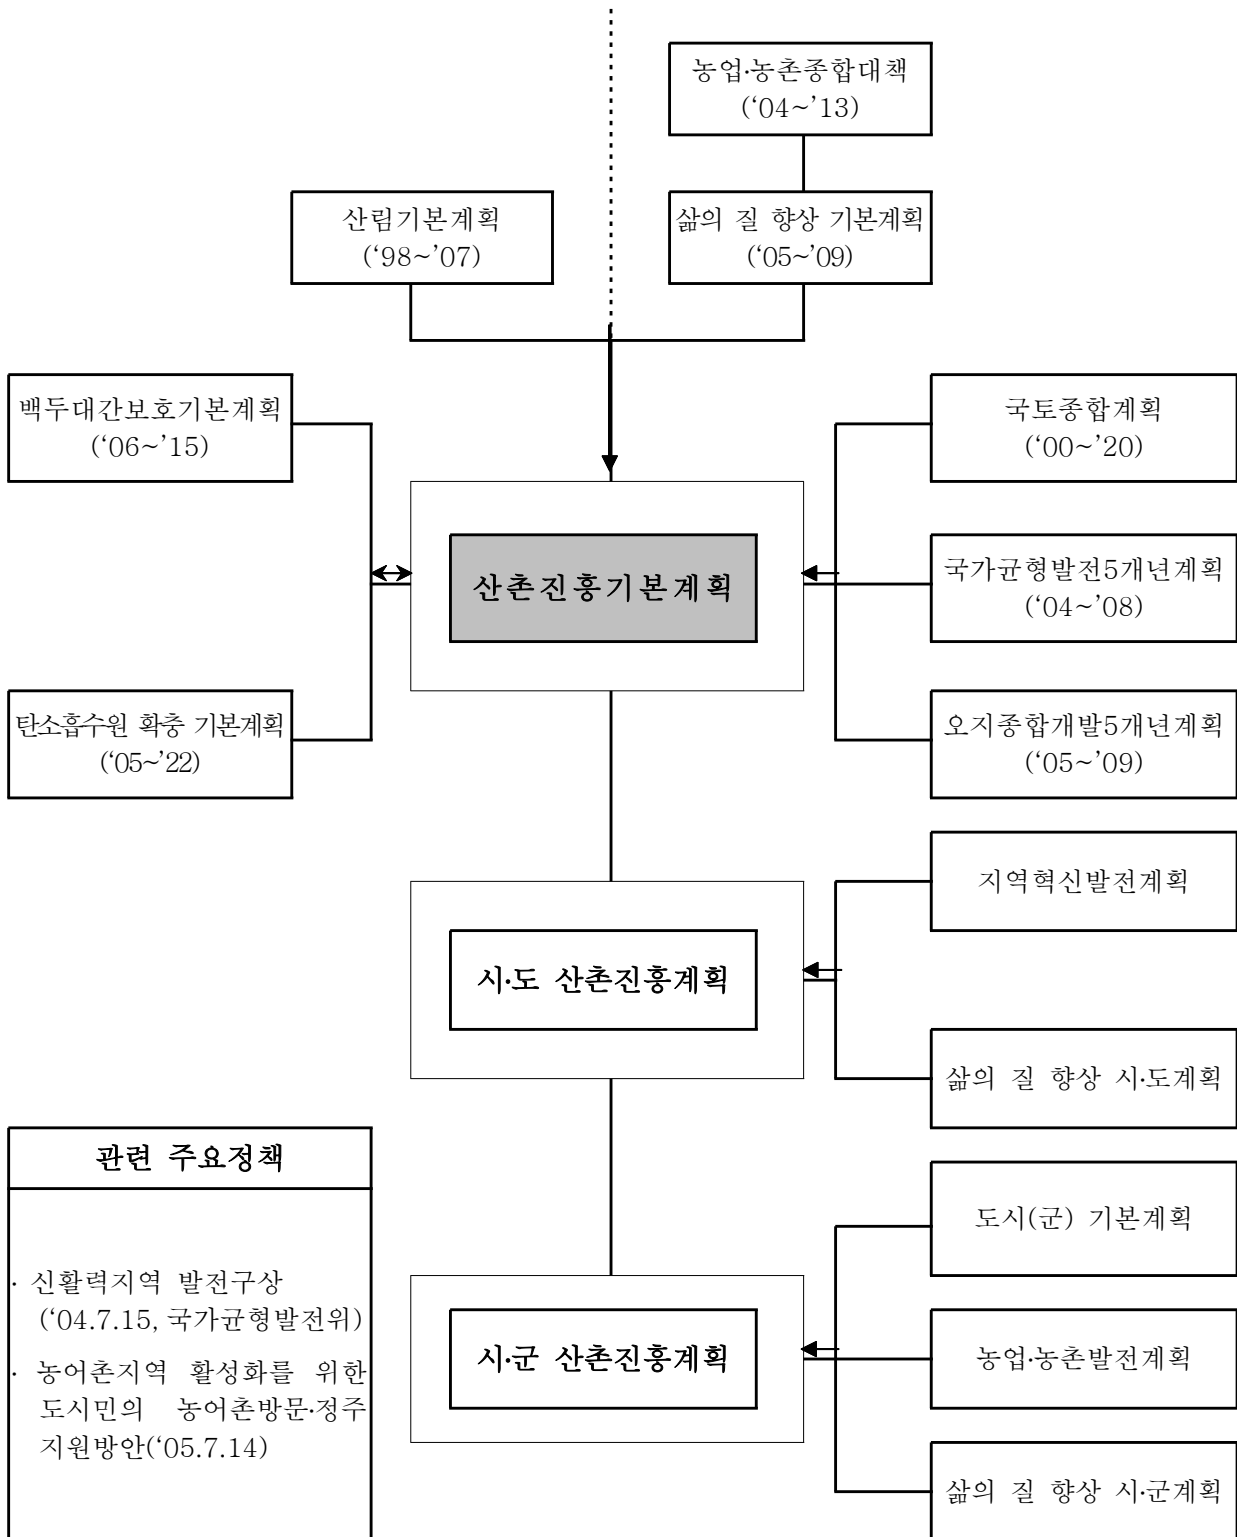 농업·농촌종합대책
(‘04~’13)
산림기본계획
(‘98~’07)
삶의 질 향상 기본계획
(‘05~’09)
백두대간보호기본계획
(‘06~’15)
국토종합계획
(‘00~’20)
산촌진흥기본계획
국가균형발전5개년계획
(‘04~’08)
탄소흡수원 확충 기본계획
(‘05~’22)
오지종합개발5개년계획
(‘05~’09)
지역혁신발전계획
시·도 산촌진흥계획
삶의 질 향상 시·도계획
관련 주요정책
· 신활력지역 발전구상
(‘04.7.15, 국가균형발전위)
· 농어촌지역 활성화를 위한
도시민의 농어촌방문·정주
지원방안(‘05.7.14)
도시(군) 기본계획
시·군 산촌진흥계획
농업·농촌발전계획
삶의 질 향상 시·군계획